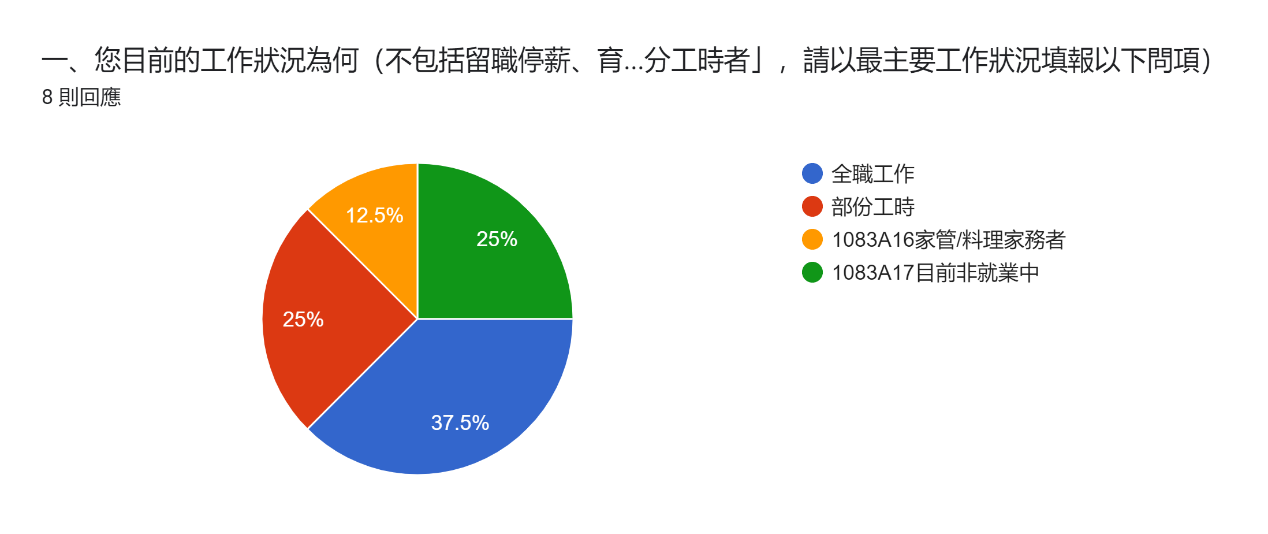 一、您目前的工作狀況為何（不包括留職停薪、育...分工時者」，請以最主要工作狀況填報以下問項）
8 則回應
全職工作
部份工時
1083A16家管/料理家務者
1083A17目前非就業中
12.5%
25%
25%
37.5%